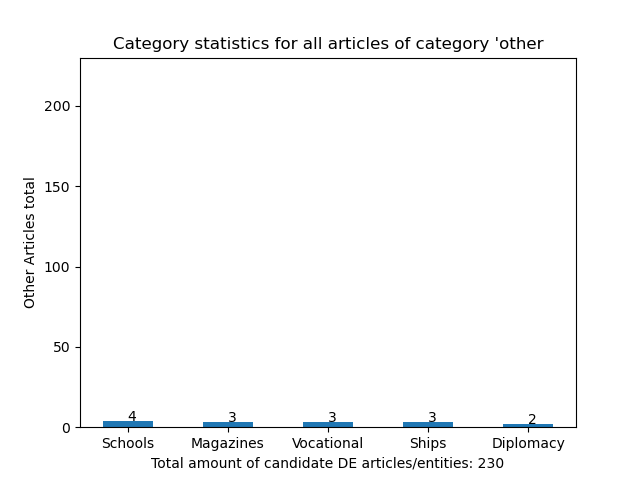 Category statistics for all articles of category 'other
Other Articles total
200
150
100
50
0
4
3
3
3
2
Schools
Magazines
Vocational
Ships
Diplomacy
Total amount of candidate DE articles/entities: 230